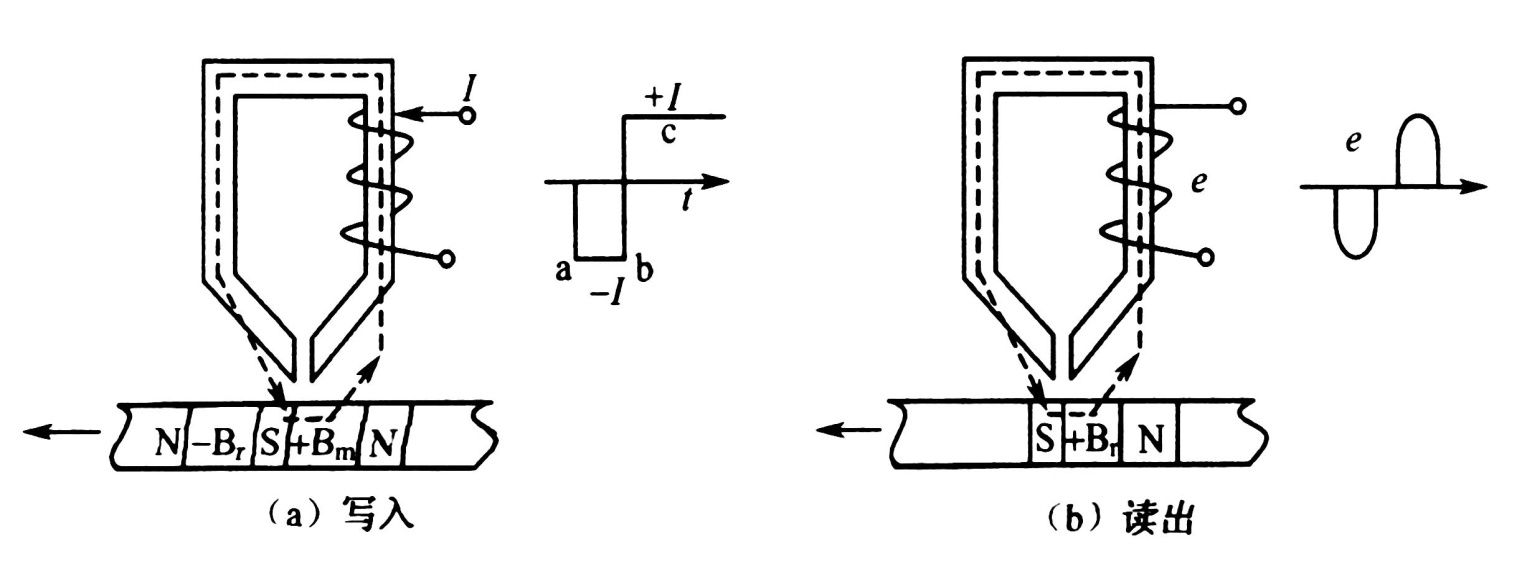 I
+I
c
t
a
b
-I
N -Br S +Bm N
(a) 写入
e
e
S +Br N
(b) 读出